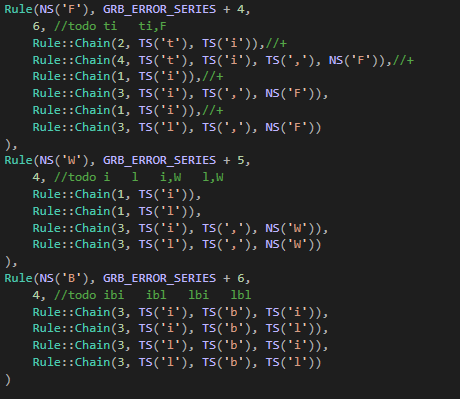 Rule(NS('F'), GRB_ERROR_SERIES + 4,
6, //todo ti ti,F
Rule::Chain(2, TS('t'), TS('i')),//+
Rule::Chain(4, TS('t'), TS('i'), TS(','), NS('F')),//+
Rule::Chain(1, TS('i')),//+
Rule::Chain(3, TS('i'), TS(','), NS('F')),
Rule::Chain(1, TS('i')),//+
Rule::Chain(3, TS('l'), TS(','), NS('F'))
),
Rule(NS('W'), GRB_ERROR_SERIES + 5,
4, //todo i l i,W l,W
Rule::Chain(1, TS('i')),
Rule::Chain(1, TS('l')),
Rule::Chain(3, TS('i'), TS(','), NS('W')),
Rule::Chain(3, TS('l'), TS(','), NS('W'))
),
Rule(NS('B'), GRB_ERROR_SERIES + 6,
4, //todo ibi ibl lbi lbl
Rule::Chain(3, TS('i'), TS('b'), TS('i')),
Rule::Chain(3, TS('i'), TS('b'), TS('l')),
Rule::Chain(3, TS('l'), TS('b'), TS('i')),
Rule::Chain(3, TS('l'), TS('b'), TS('l'))
)